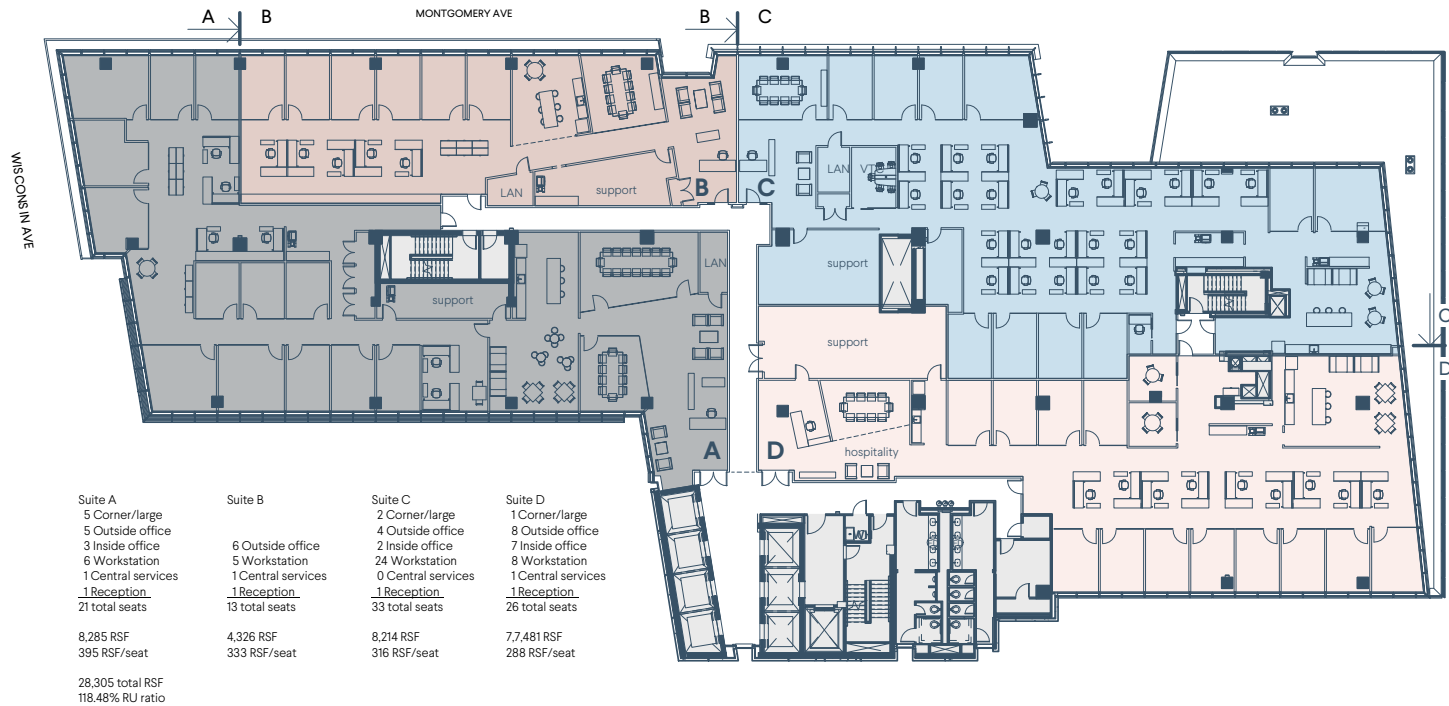 A B MONTGOMERY AVE B C
WISCONSIN AVE
LAN
support
B
C
LAN
support
support
LAN
support
support
C
D
A
D
hospitality
Suite A
5 Corner/large
5 Outside office
3 Inside office
6 Workstation
1 Central services
1 Reception
21 total seats
8,285 RSF
395 RSF/seat
28,305 total RSF
118.48% RU ratio
Suite B
6 Outside office
5 Workstation
1 Central services
1 Reception
13 total seats
4,326 RSF
333 RSF/seat
Suite C
2 Corner/large
4 Outside office
2 Inside office
24 Workstation
0 Central services
1 Reception
33 total seats
8,214 RSF
316 RSF/seat
Suite D
1 Corner/large
8 Outside office
7 Inside office
8 Workstation
1 Central services
1 Reception
26 total seats
7,7,481 RSF
288 RSF/seat